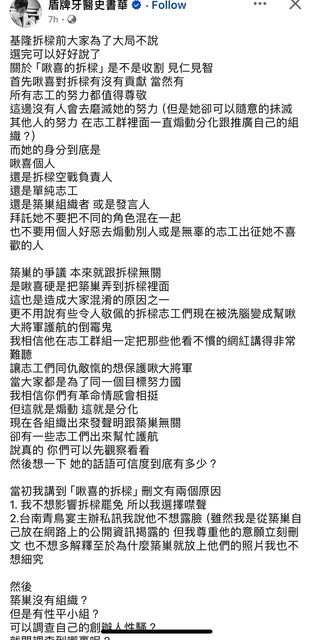 盾牌牙醫史書華 · Follow
7h ·
基隆拆樑前大家為了大局不說
選完可以好好說了
關於「啾喜的拆樑」是不是收割 見仁見智
首先啾喜對拆樑有沒有貢獻 當然有
所有志工的努力都值得尊敬
這邊沒有人會去磨滅她的努力 (但是她卻可以隨意的抹滅
其他人的努力 在志工群裡面一直煽動分化跟推廣自己的組
織？)
而她的身分到底是
啾喜個人
還是拆樑空戰負責人
還是單純志工
還是築巢組織者 或是發言人
拜託她不要把不同的角色混在一起
也不要用個人好惡去煽動別人或是無辜的志工出征她不喜
歡的人
築巢的爭議 本來就跟拆樑無關
是啾喜硬是把築巢弄到拆樑裡面
這也是造成大家混淆的原因之一
更不用說有些令人敬佩的拆樑志工們現在被洗腦變成幫啾
大將軍護航的倒霉鬼
我相信他在志工群組一定把那些他看不慣的網紅講得非常
難聽
讓志工們同仇敵愾的想保護啾大將軍
當大家都是為了同一個目標努力國
我相信你們有革命情感會相挺
但這就是煽動 這就是分化
現在各組織出來發聲明跟築巢無關
卻有一些志工們出來幫忙護航
說真的 你們可以先觀察看看
然後想一下 她的話語可信度到底有多少？
當初我講到「啾喜的拆樑」刪文有兩個原因
1. 我不想影響拆樑罷免 所以我選擇噤聲
2.台南青鳥宴主辦私訊我說他不想露臉 (雖然我是從築巢自
己放在網路上的公開資訊揭露的 但我尊重他的意願立刻刪
文 也不想多解釋至於為什麼築巢就放上他們的照片我也不
想細究
然後
築巢沒有組織？
但是有性平小組？
可以調查自己的創辦人性騷？